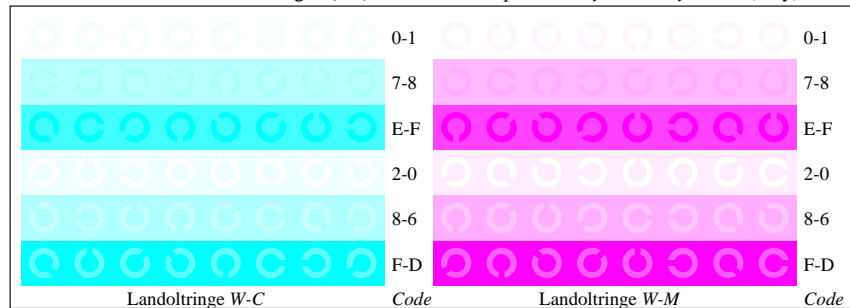 0-1 0-1
7-8 7-8
E-F E-F
2-0 2-0
8-6 8-6
F-D F-D
Landoltringe W-C Code Landoltringe W-M Code